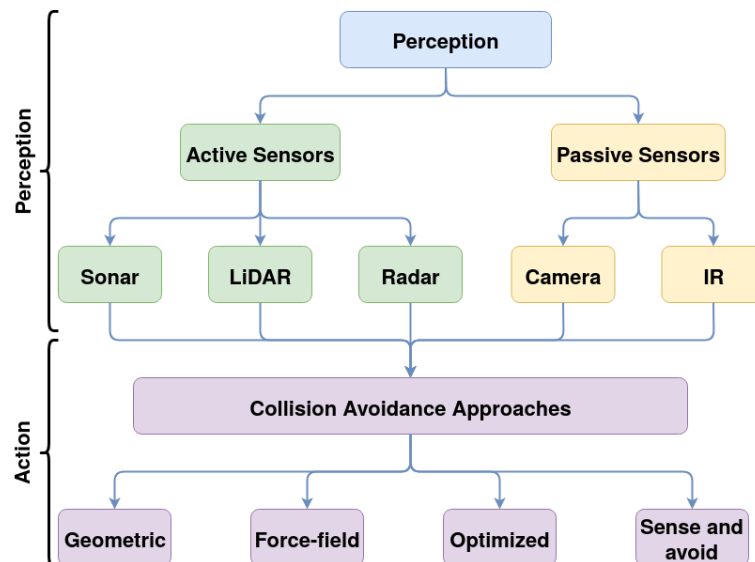 Perception
Perception
Active Sensors
Passive Sensors
Sonar
LiDAR
Radar
Camera
IR
Action
Collision Avoidance Approaches
Geometric
Force-field
Optimized
Sense and
avoid